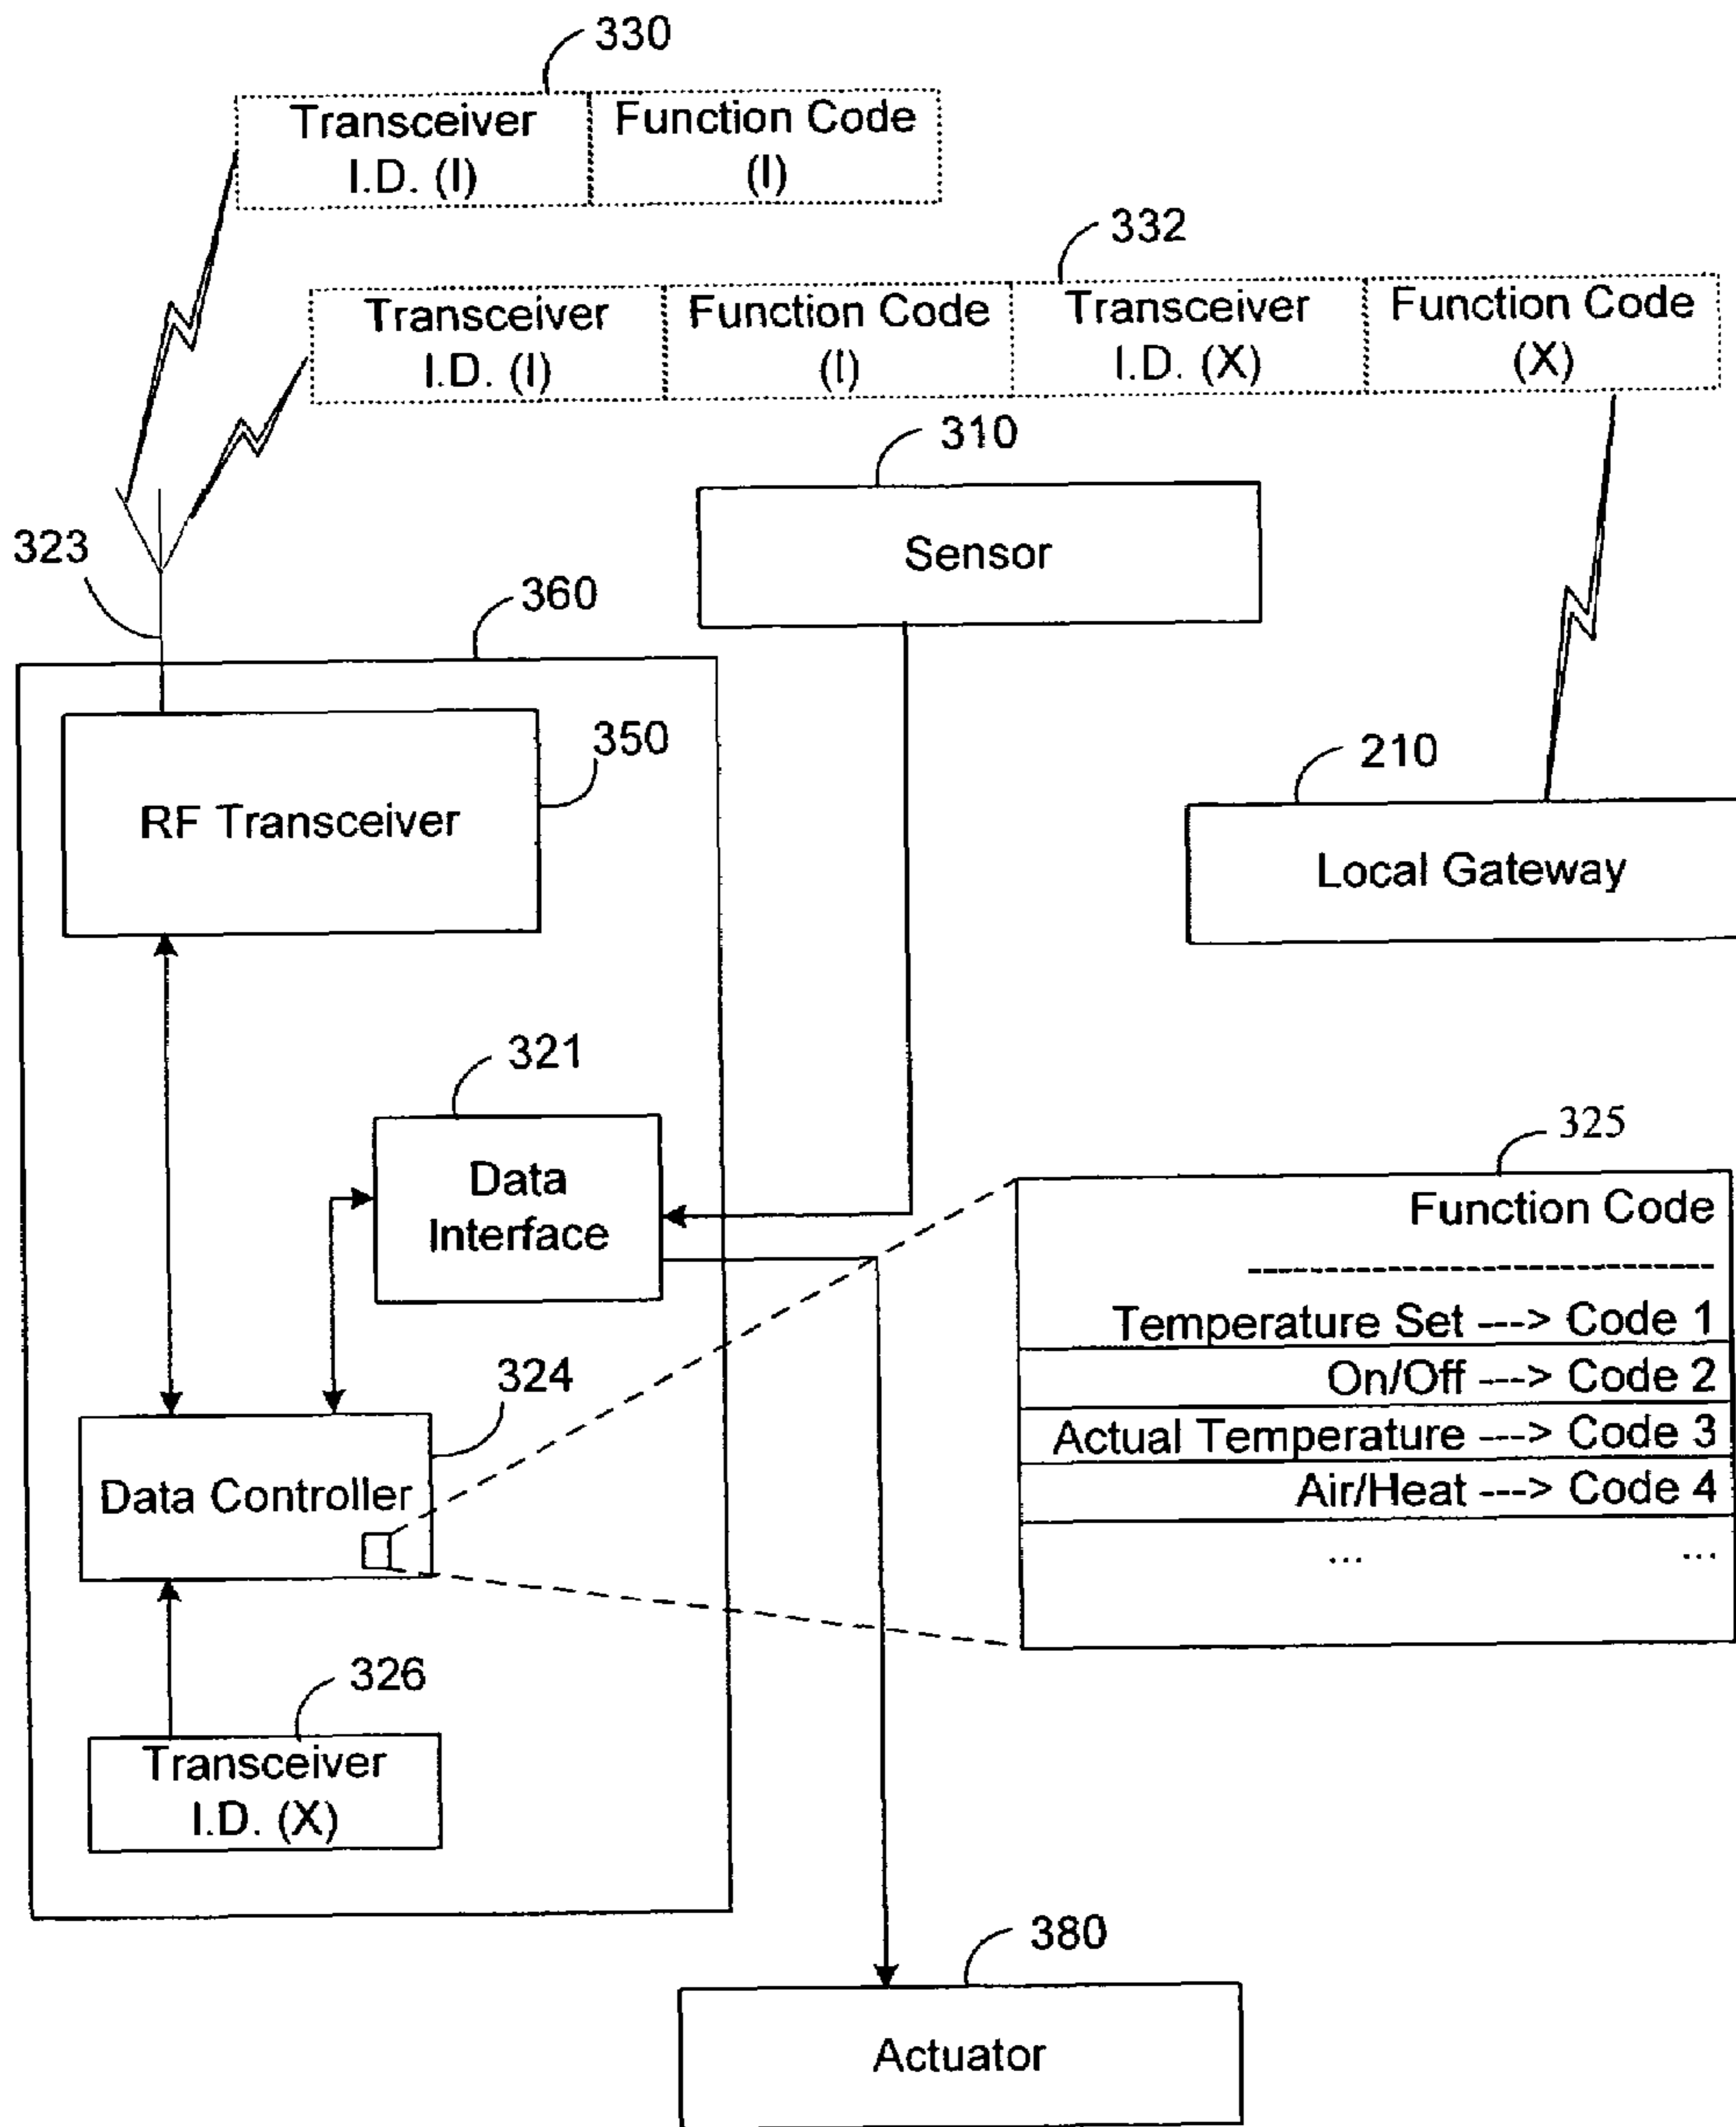 330
Transceiver I.D. (I)
Function Code (I)
332
Transceiver I.D. (I)
Function Code (I)
Transceiver I.D. (X)
Function Code (X)
310
Sensor
323
360
350
RF Transceiver
210
Local Gateway
321
Data Interface
325
Function Code
Temperature Set ---> Code 1
On/Off ---> Code 2
Actual Temperature ---> Code 3
Air/Heat ---> Code 4
... ...
324
Data Controller
326
Transceiver I.D. (X)
380
Actuator